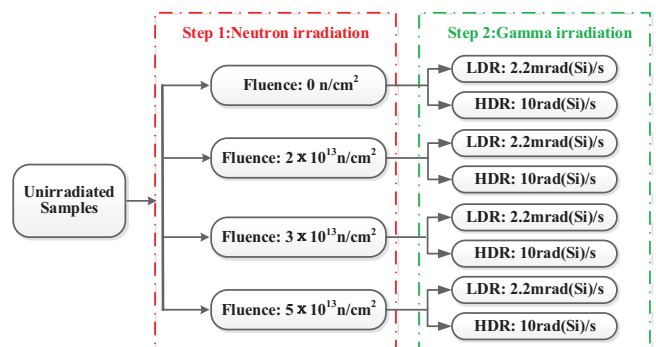 Step 1:Neutron irradiation
Step 2:Gamma irradiation
Unirradiated
Samples
Fluence: 0 n/cm²
LDR: 2.2mrad(Si)/s
HDR: 10rad(Si)/s
Fluence: 2 x 10¹³n/cm²
LDR: 2.2mrad(Si)/s
HDR: 10rad(Si)/s
Fluence: 3 x 10¹³n/cm²
LDR: 2.2mrad(Si)/s
HDR: 10rad(Si)/s
Fluence: 5 x 10¹³n/cm²
LDR: 2.2mrad(Si)/s
HDR: 10rad(Si)/s